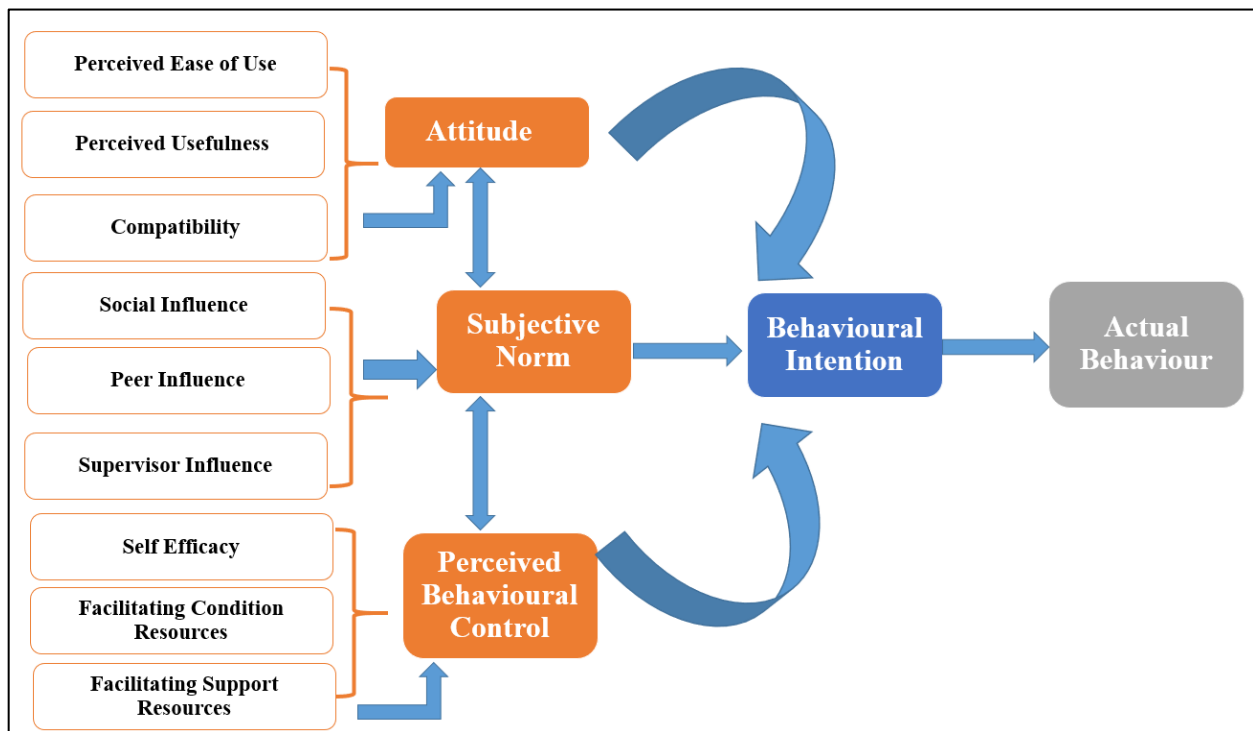 Perceived Ease of Use
Perceived Usefulness
Compatibility
Social Influence
Peer Influence
Supervisor Influence
Self Efficacy
Facilitating Condition
Resources
Facilitating Support
Resources
Attitude
Subjective
Norm
Perceived
Behavioural
Control
Behavioural
Intention
Actual
Behaviour